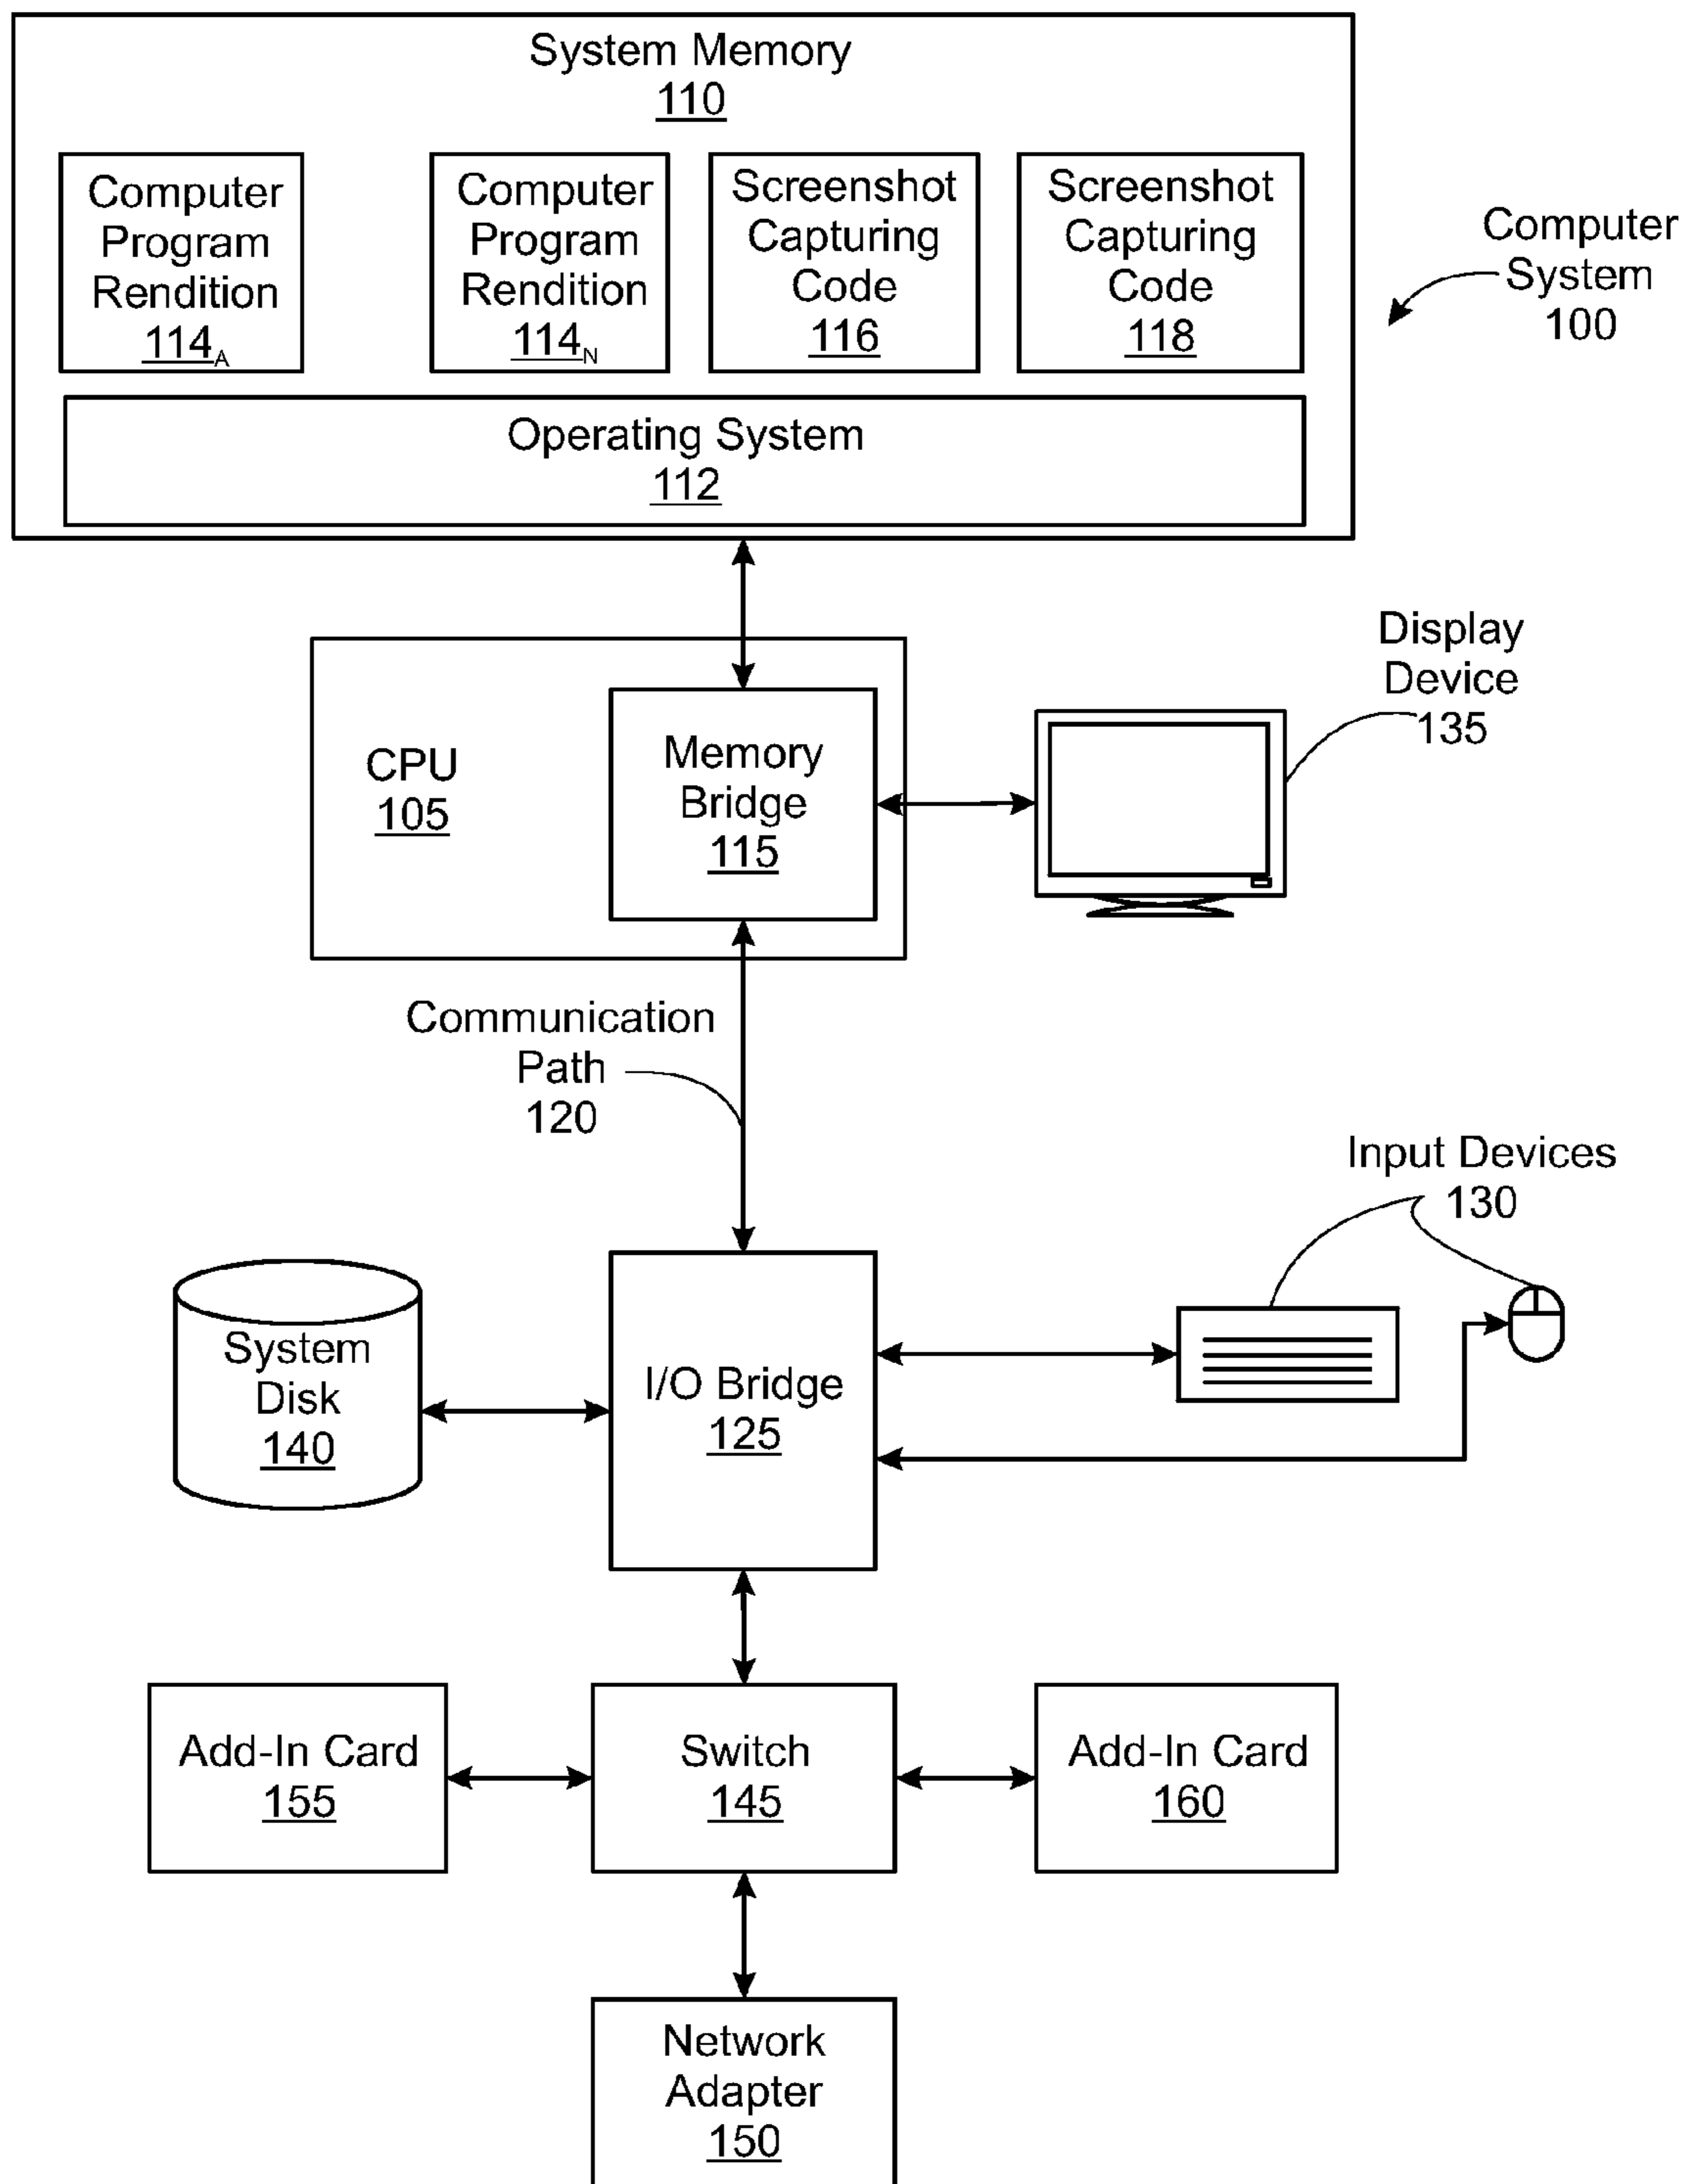 System Memory
110
Computer
Program
Rendition
114A
Computer
Program
Rendition
114N
Screenshot
Capturing
Code
116
Screenshot
Capturing
Code
118
Operating System
112
Computer
System
100
CPU
105
Memory
Bridge
115
Display
Device
135
Communication
Path
120
Input Devices
130
System
Disk
140
I/O Bridge
125
Add-In Card
155
Switch
145
Add-In Card
160
Network
Adapter
150